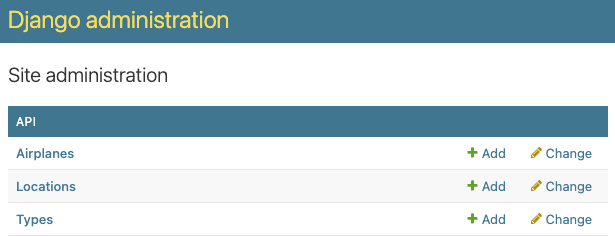 Django administration
Site administration
API
Airplanes Add Change
Locations Add Change
Types Add Change